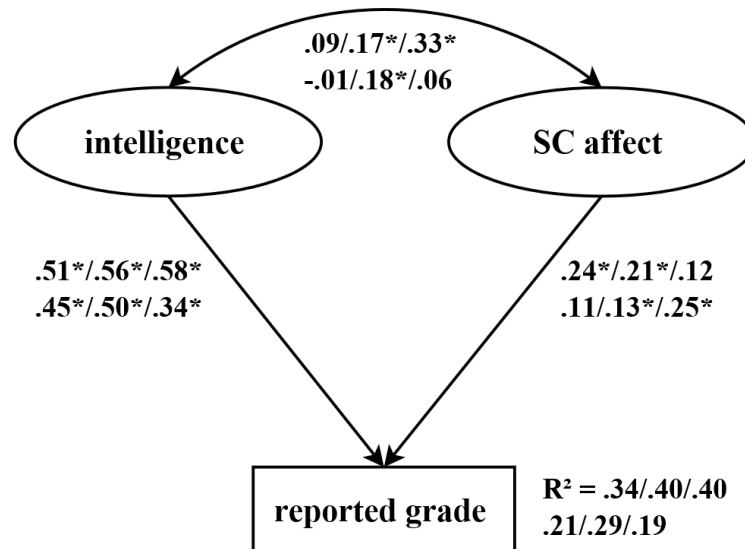 .09/.17*/.33*
-.01/.18*/.06
intelligence
SC affect
.51*/.56*/.58*
.45*/.50*/.34*
.24*/.21*/.12
.11/.13*/.25*
reported grade
R² = .34/.40/.40
.21/.29/.19